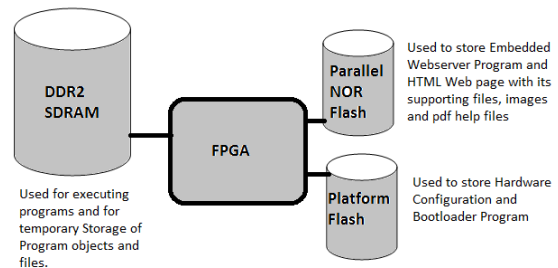 DDR2
SDRAM
Used for executing
programs and for
temporary Storage of
Program objects and
files.
FPGA
Parallel
NOR
Flash
Used to store Embedded
Webserver Program and
HTML Web page with its
supporting files, images
and pdf help files
Platform
Flash
Used to store Hardware
Configuration and
Bootloader Program